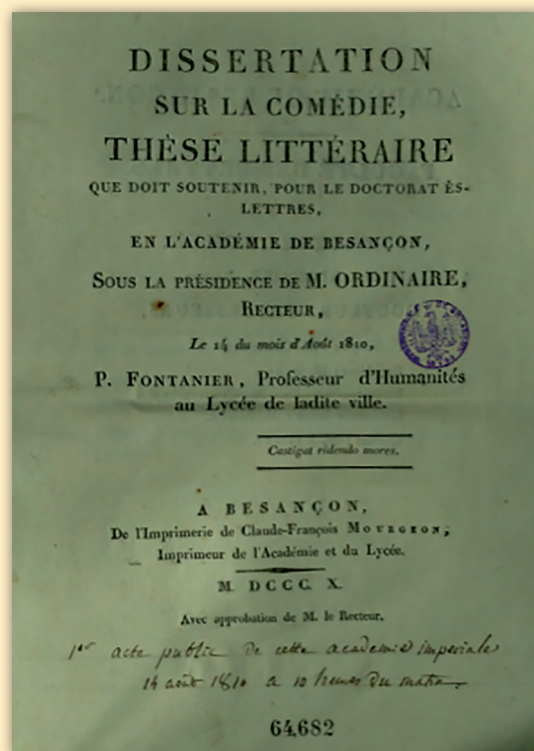 DISSERTATION
SUR LA COMÉDIE,
THÈSE LITTÉRAIRE
QUE DOIT SOUTENIR, POUR LE DOCTORAT ÈS-
LETTRES,
EN L'ACADÉMIE DE BESANÇON,
SOUS LA PRÉSIDENCE DE M. ORDINAIRE,
RECTEUR,
Le 14 du mois d'Août 1810,
P. FONTANIER, Professeur d'Humanités
au Lycée de ladite ville.
Castigat ridendo mores.
A BESANÇON,
De l'Imprimerie de Claude-François MOURGEON,
Imprimeur de l'Académie et du Lycée.
M. DCCC. X.
Avec approbation de M. le Recteur.
1er acte public de cette academie imperiale
14 août 1810 a 10 heures du matin.
64682